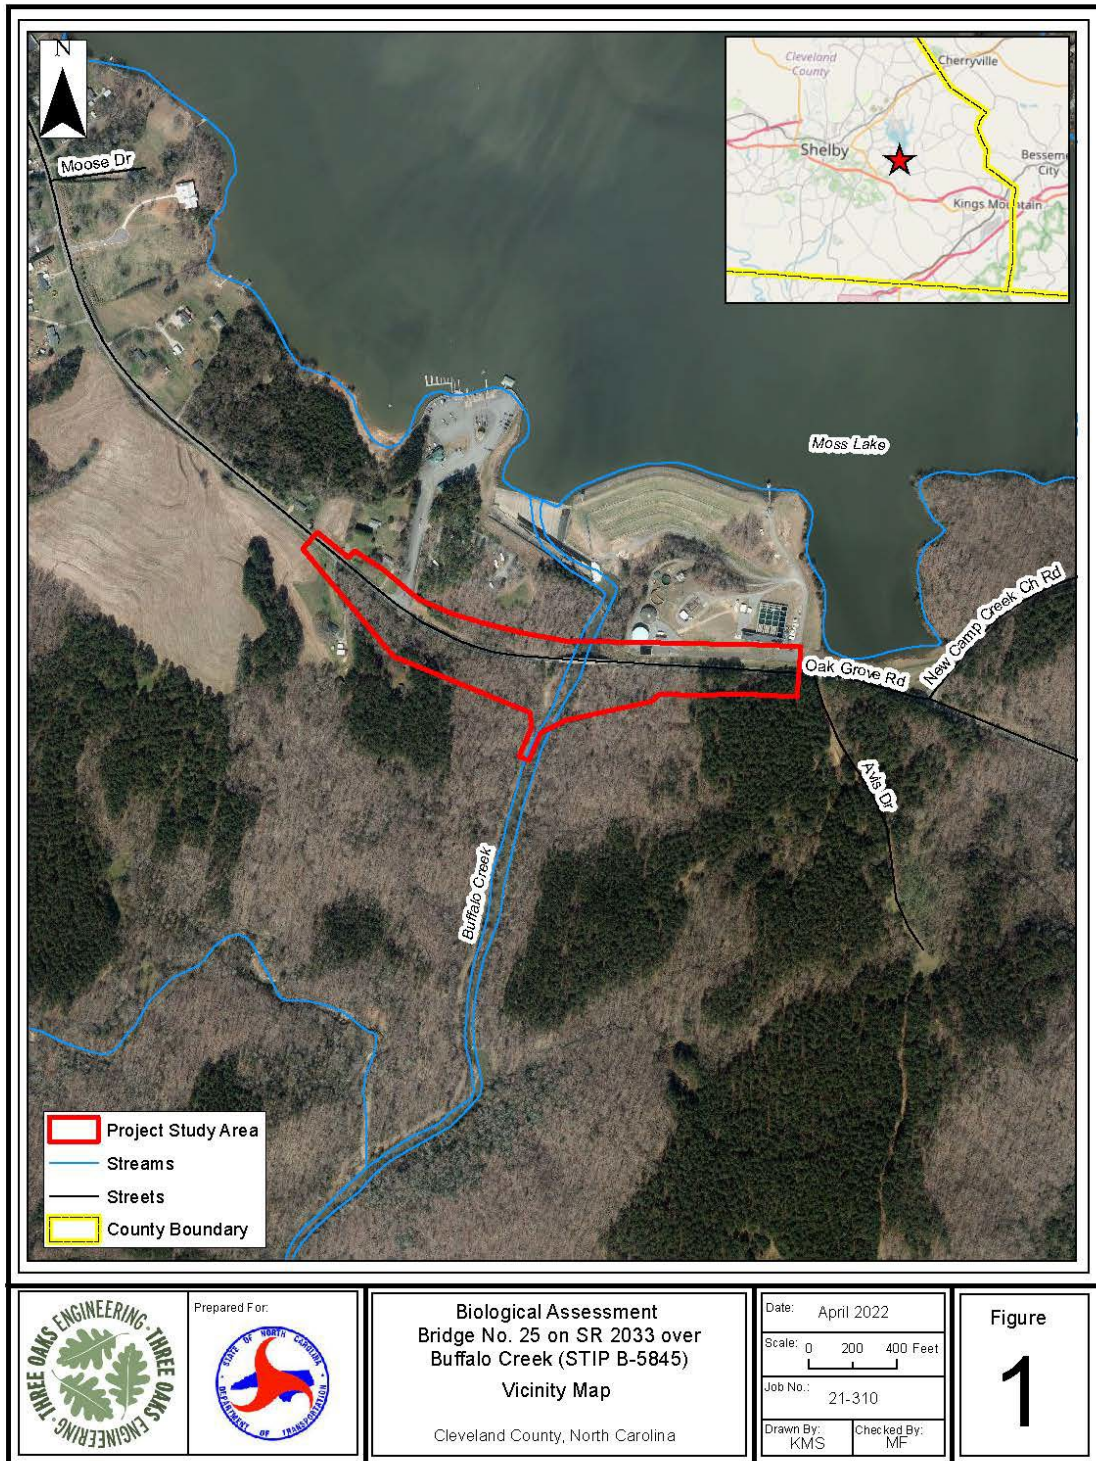 N
Moose Dr
Cleveland
County
Cherryville
Shelby
Bessemer
City
Kings Mountain
Moss Lake
New Camp Creek Ch Rd
Oak Grove Rd
Avis Dr
Buffalo Creek
Project Study Area
Streams
Streets
County Boundary
THREE OAKS ENGINEERING · THREE OAKS ENGINEERING ·
Prepared For:
STATE OF NORTH CAROLINA
DEPARTMENT OF TRANSPORTATION
Biological Assessment
Bridge No. 25 on SR 2033 over
Buffalo Creek (STIP B-5845)
Vicinity Map
Cleveland County, North Carolina
Date: April 2022
Scale: 0 200 400 Feet
Job No.:
21-310
Drawn By:
KMS
Checked By:
MF
Figure
1